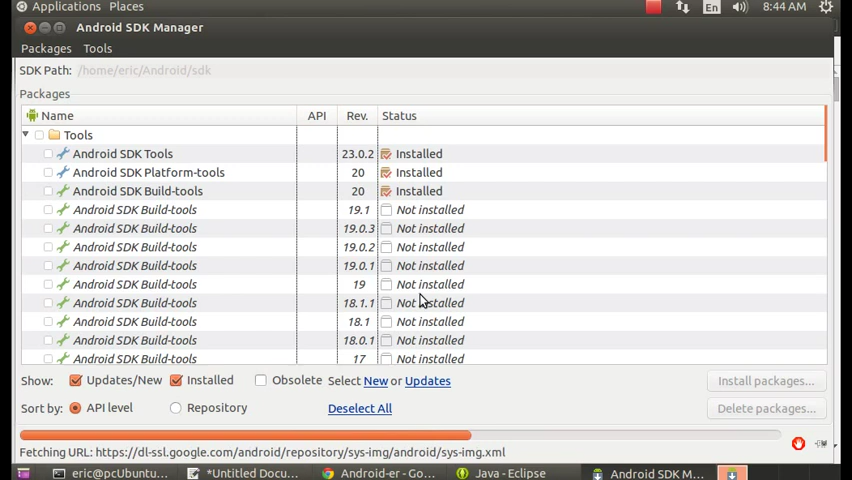 Applications Places En 8:44 AM
Android SDK Manager
Packages Tools
SDK Path: /home/eric/Android/sdk
Packages
Name API Rev. Status
Tools
Android SDK Tools 23.0.2 Installed
Android SDK Platform-tools 20 Installed
Android SDK Build-tools 20 Installed
Android SDK Build-tools 19.1 Not installed
Android SDK Build-tools 19.0.3 Not installed
Android SDK Build-tools 19.0.2 Not installed
Android SDK Build-tools 19.0.1 Not installed
Android SDK Build-tools 19 Not installed
Android SDK Build-tools 18.1.1 Not installed
Android SDK Build-tools 18.1 Not installed
Android SDK Build-tools 18.0.1 Not installed
Android SDK Build-tools 17 Not installed
Show: Updates/New Installed Obsolete Select New or Updates Install packages...
Sort by: API level Repository Deselect All Delete packages...
Fetching URL: https://dl-ssl.google.com/android/repository/sys-img/android/sys-img.xml
eric@pcUbuntu... *Untitled Docu... Android-er - Go... Java - Eclipse Android SDK M...